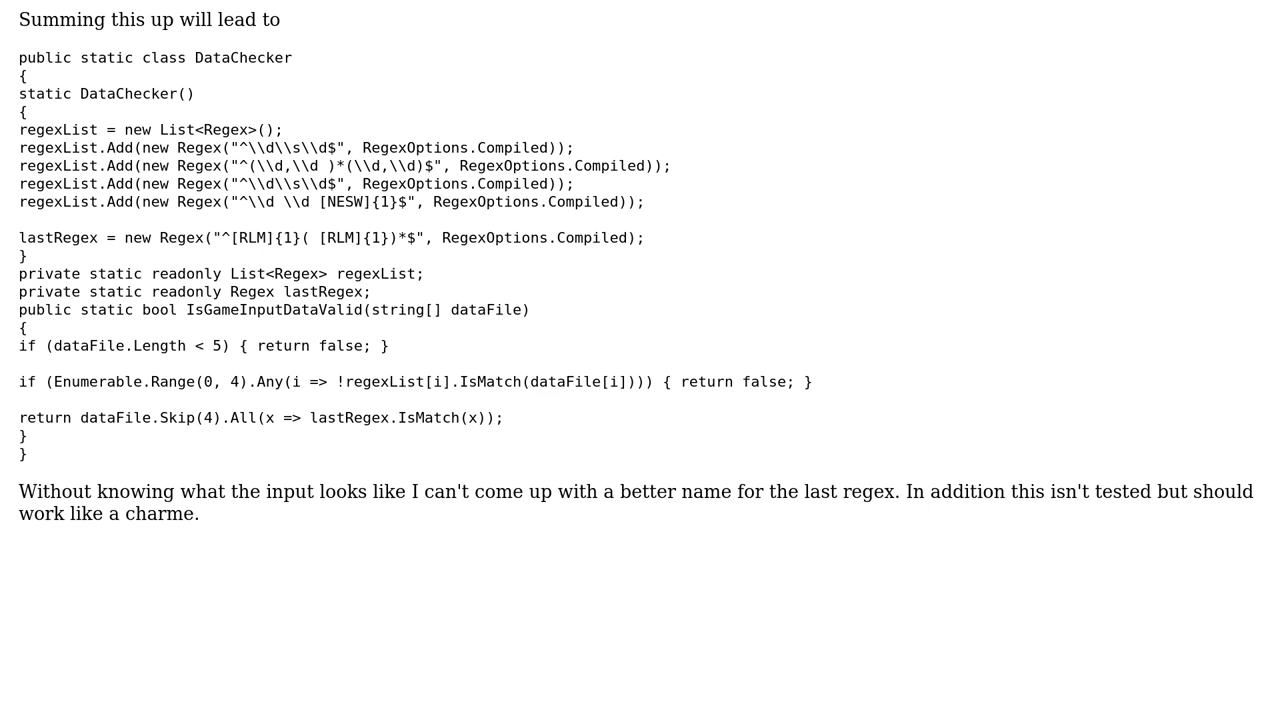 Summing this up will lead to
public static class DataChecker
{
static DataChecker()
{
regexList = new List<Regex>();
regexList.Add(new Regex("^\\d\\s\\d$", RegexOptions.Compiled));
regexList.Add(new Regex("^(\\d,\\d )*(\\d,\\d)$", RegexOptions.Compiled));
regexList.Add(new Regex("^\\d\\s\\d$", RegexOptions.Compiled));
regexList.Add(new Regex("^\\d \\d [NESW]{1}$", RegexOptions.Compiled));
lastRegex = new Regex("^[RLM]{1}( [RLM]{1})*$", RegexOptions.Compiled);
}
private static readonly List<Regex> regexList;
private static readonly Regex lastRegex;
public static bool IsGameInputDataValid(string[] dataFile)
{
if (dataFile.Length < 5) { return false; }
if (Enumerable.Range(0, 4).Any(i => !regexList[i].IsMatch(dataFile[i]))) { return false; }
return dataFile.Skip(4).All(x => lastRegex.IsMatch(x));
}
}
Without knowing what the input looks like I can't come up with a better name for the last regex. In addition this isn't tested but should
work like a charme.